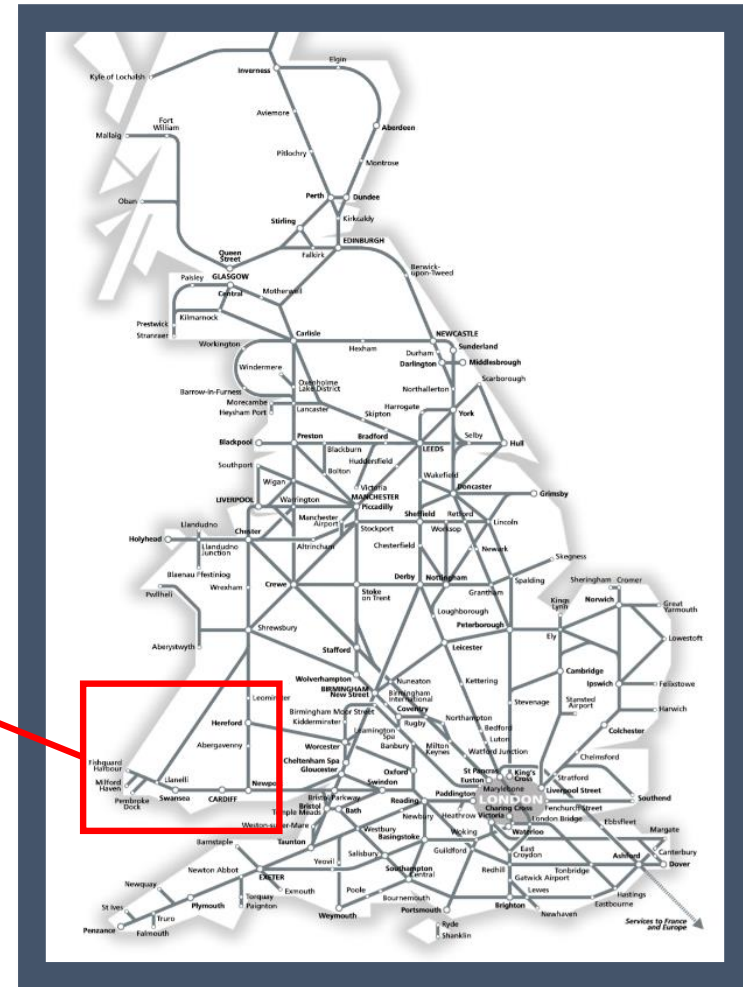 Elgin
Inverness
Kyle of Lochalsh
Aviemore
Fort
William
Mallaig
Aberdeen
Pitlochry
Montrose
Perth
Dundee
Oban
Kirkcaldy
Stirling
EDINBURGH
Queen
Street
Falkirk
Berwick-
upon-Tweed
GLASGOW
Paisley
Central
Motherwell
Kilmarnock
Prestwick
Stranraer
Carlisle
NEWCASTLE
Workington
Hexham
Sunderland
Durham
Darlington
Middlesbrough
Windermere
Oxenholme
Lake District
Scarborough
Barrow-in-Furness
Northallerton
Morecambe
Heysham Port
Lancaster
Harrogate
York
Skipton
Blackpool
Preston
Bradford
Selby
Hull
Blackburn
LEEDS
Southport
Huddersfield
Bolton
Wakefield
Wigan
Victoria
Doncaster
Grimsby
LIVERPOOL
Warrington
MANCHESTER
Piccadilly
Manchester
Airport
Sheffield
Retford
Lincoln
Stockport
Worksop
Llandudno
Chester
Holyhead
Llandudno
Junction
Altrincham
Chesterfield
Newark
Skegness
Blaenau Ffestiniog
Wrexham
Crewe
Derby
Nottingham
Spalding
Sheringham
Cromer
Pwllheli
Stoke
on Trent
Grantham
Kings
Lynn
Norwich
Great
Yarmouth
Loughborough
Shrewsbury
Peterborough
Ely
Lowestoft
Aberystwyth
Stafford
Leicester
Wolverhampton
Cambridge
BIRMINGHAM
New Street
Nuneaton
Kettering
Ipswich
Felixstowe
Leominster
Birmingham
International
Stansted
Airport
Birmingham Moor Street
Coventry
Stevenage
Harwich
Hereford
Kidderminster
Rugby
Northampton
Leamington
Spa
Bedford
Colchester
Abergavenny
Worcester
Banbury
Milton
Keynes
Luton
Watford Junction
Chelmsford
Fishguard
Harbour
Cheltenham Spa
Gloucester
Oxford
St Pancras
King's
Cross
Euston
Stratford
Milford
Haven
Llanelli
Swindon
Marylebone
Liverpool Street
Pembroke
Dock
Swansea
CARDIFF
Newport
Bristol Parkway
Paddington
LONDON
Southend
Bristol
Temple Meads
Bath
Reading
Fenchurch Street
Charing Cross
Newbury
Heathrow
Victoria
London Bridge
Ebbsfleet
Weston-super-Mare
Westbury
Waterloo
Margate
Basingstoke
Woking
Barnstaple
Taunton
Salisbury
Guildford
East
Croydon
Canterbury
Yeovil
Ashford
Dover
Newton Abbot
EXETER
Southampton
Central
Redhill
Tonbridge
Gatwick Airport
Newquay
Exmouth
Poole
Lewes
Hastings
Plymouth
Torquay
Paignton
Bournemouth
Eastbourne
St Ives
Portsmouth
Brighton
Newhaven
Truro
Weymouth
Penzance
Falmouth
Ryde
Shanklin
Services to France
and Europe